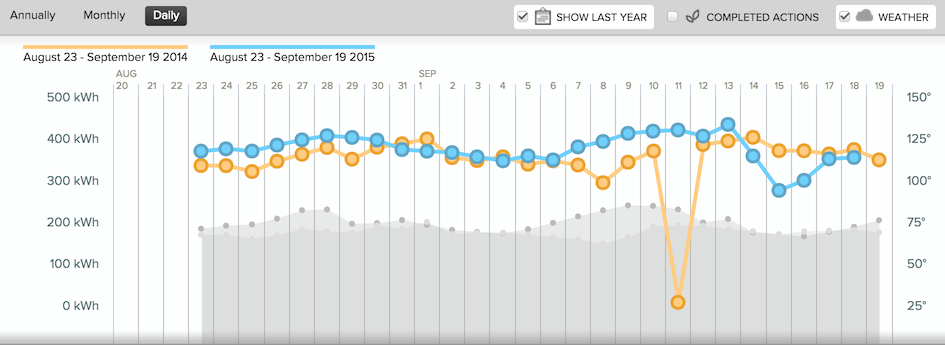 Annually Monthly Daily SHOW LAST YEAR COMPLETED ACTIONS WEATHER
August 23 - September 19 2014 August 23 - September 19 2015
AUG SEP
20 21 22 23 24 25 26 27 28 29 30 31 1 2 3 4 5 6 7 8 9 10 11 12 13 14 15 16 17 18 19
500 kWh 150°
400 kWh 125°
300 kWh 100°
200 kWh 75°
100 kWh 50°
0 kWh 25°